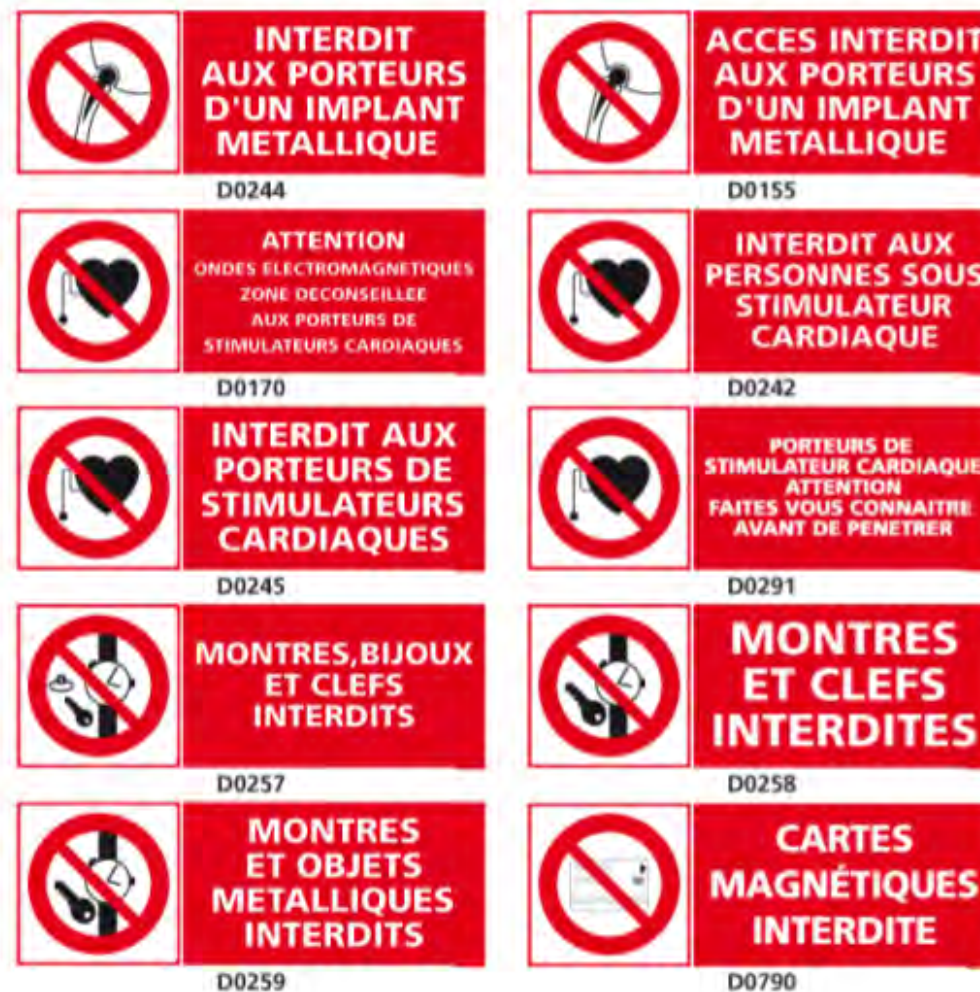 INTERDIT
AUX PORTEURS
D'UN IMPLANT
METALLIQUE
D0244
ACCES INTERDIT
AUX PORTEURS
D'UN IMPLANT
METALLIQUE
D0155
ATTENTION
ONDES ELECTROMAGNETIQUES
ZONE DECONSEILLEE
AUX PORTEURS DE
STIMULATEURS CARDIAQUES
D0170
INTERDIT AUX
PERSONNES SOUS
STIMULATEUR
CARDIAQUE
D0242
INTERDIT AUX
PORTEURS DE
STIMULATEURS
CARDIAQUES
D0245
PORTEURS DE
STIMULATEUR CARDIAQUE
ATTENTION
FAITES VOUS CONNAITRE
AVANT DE PENETRER
D0291
MONTRES,BIJOUX
ET CLEFS
INTERDITS
D0257
MONTRES
ET CLEFS
INTERDITES
D0258
MONTRES
ET OBJETS
METALLIQUES
INTERDITS
D0259
CARTES
MAGNÉTIQUES
INTERDITE
D0790